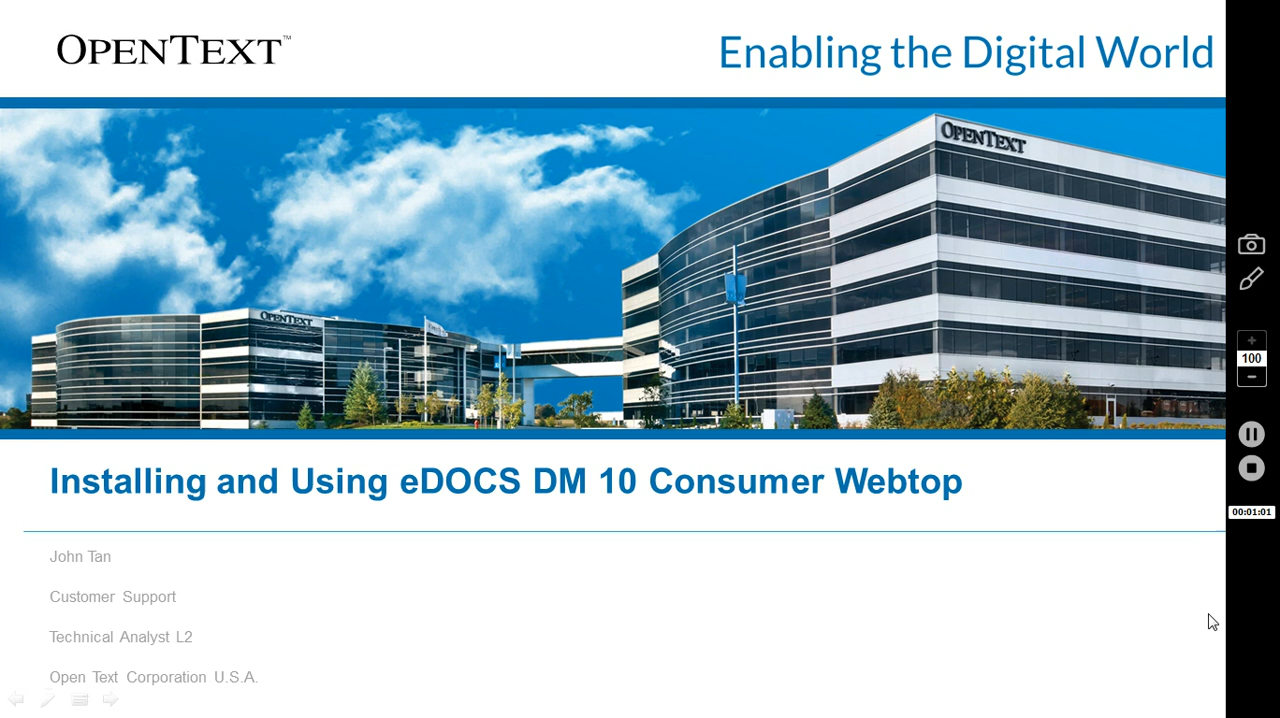 OPENTEXT™
Enabling the Digital World
OPENTEXT
OPENTEXT
Installing and Using eDOCS DM 10 Consumer Webtop
John Tan
Customer Support
Technical Analyst L2
Open Text Corporation U.S.A.
+
100
-
00:01:01